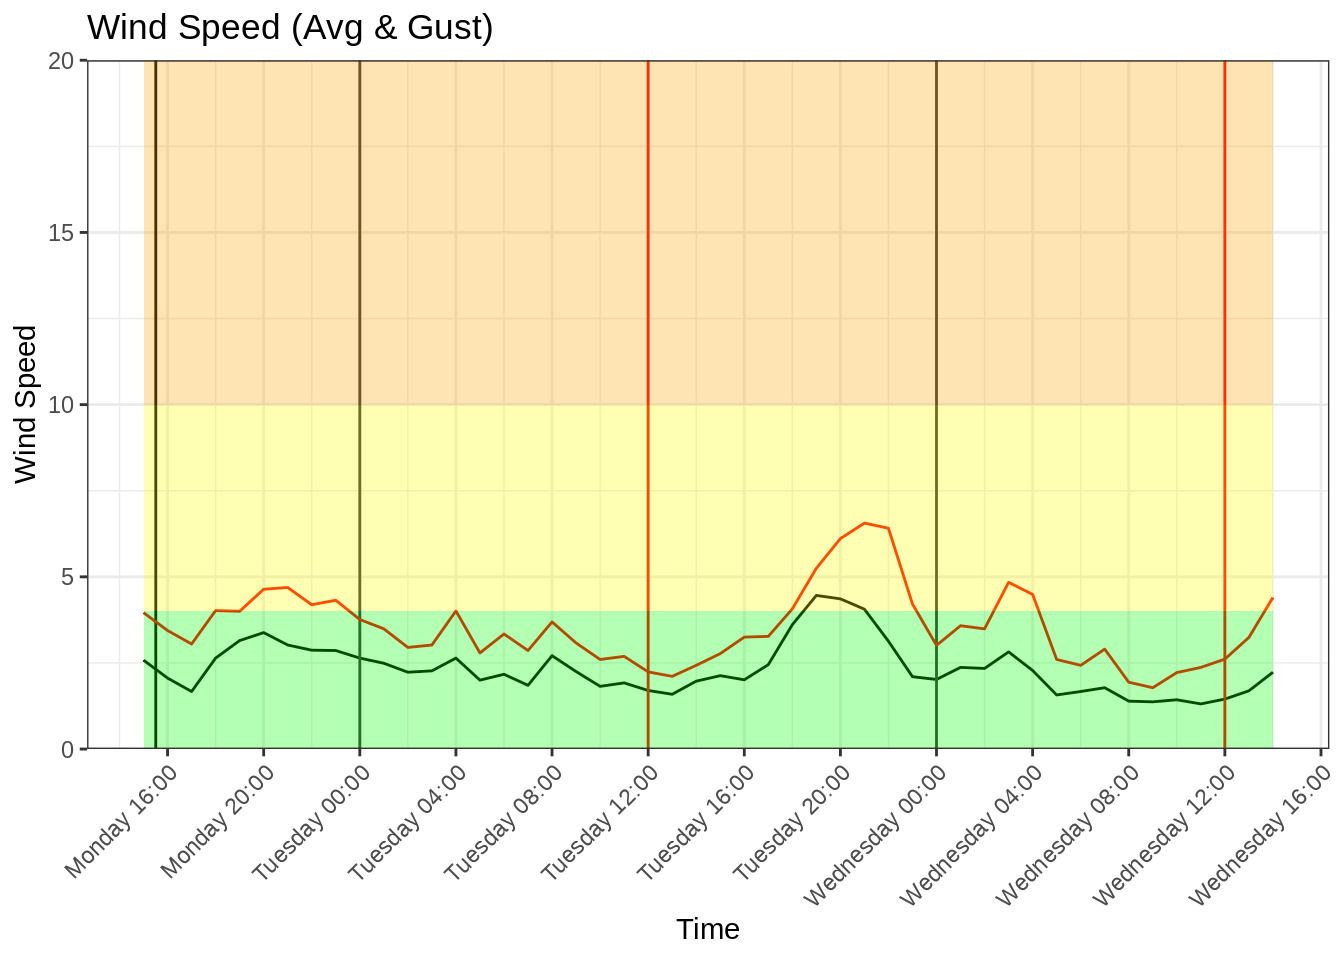 Wind Speed (Avg & Gust)
Wind Speed
20
15
10
5
0
Monday 16:00
Monday 20:00
Tuesday 00:00
Tuesday 04:00
Tuesday 08:00
Tuesday 12:00
Tuesday 16:00
Tuesday 20:00
Wednesday 00:00
Wednesday 04:00
Wednesday 08:00
Wednesday 12:00
Wednesday 16:00
Time